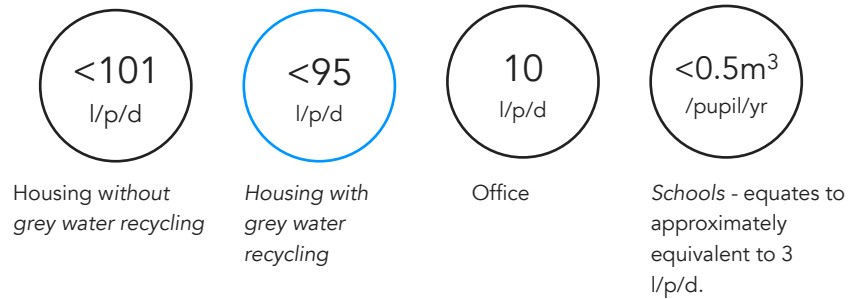 <101
l/p/d
Housing without
grey water recycling
<95
l/p/d
Housing with
grey water
recycling
10
l/p/d
Office
<0.5m³
/pupil/yr
Schools - equates to
approximately
equivalent to 3
l/p/d.